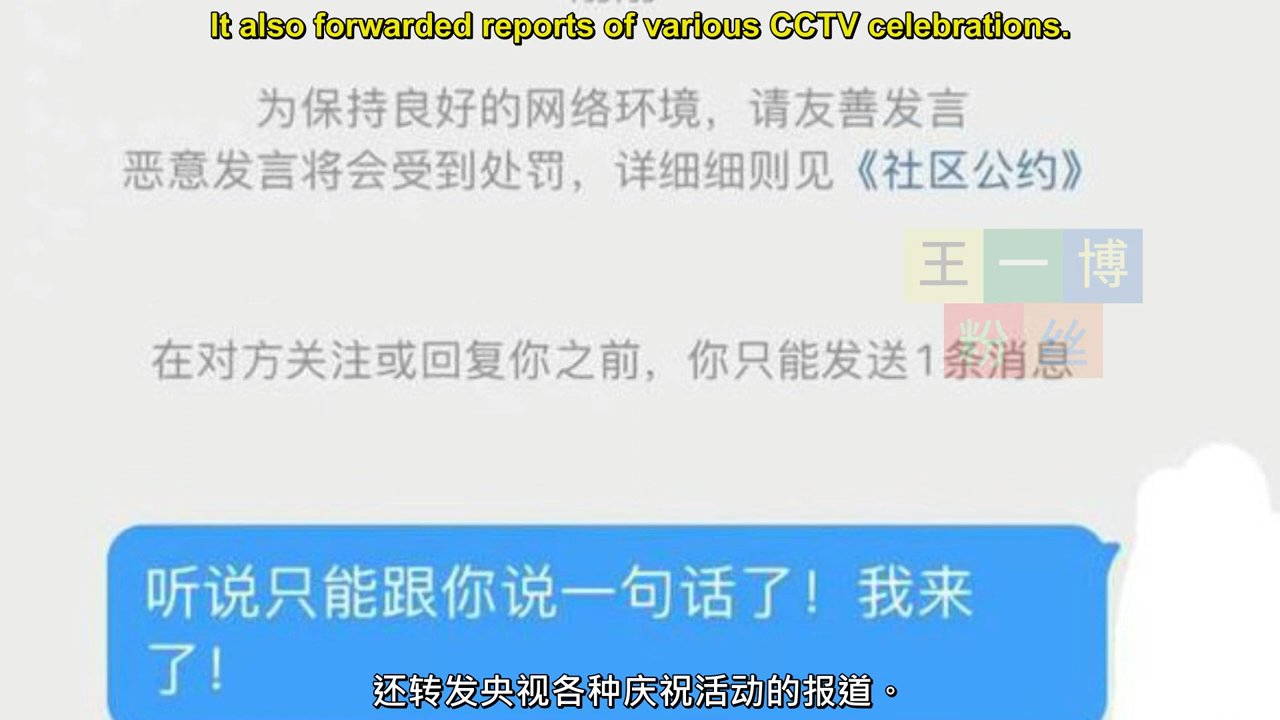 It also forwarded reports of various CCTV celebrations.
为保持良好的网络环境，请友善发言
恶意发言将会受到处罚，详细细则见《社区公约》
王一博
粉丝
在对方关注或回复你之前，你只能发送1条消息
听说只能跟你说一句话了！我来
了！
还转发央视各种庆祝活动的报道。